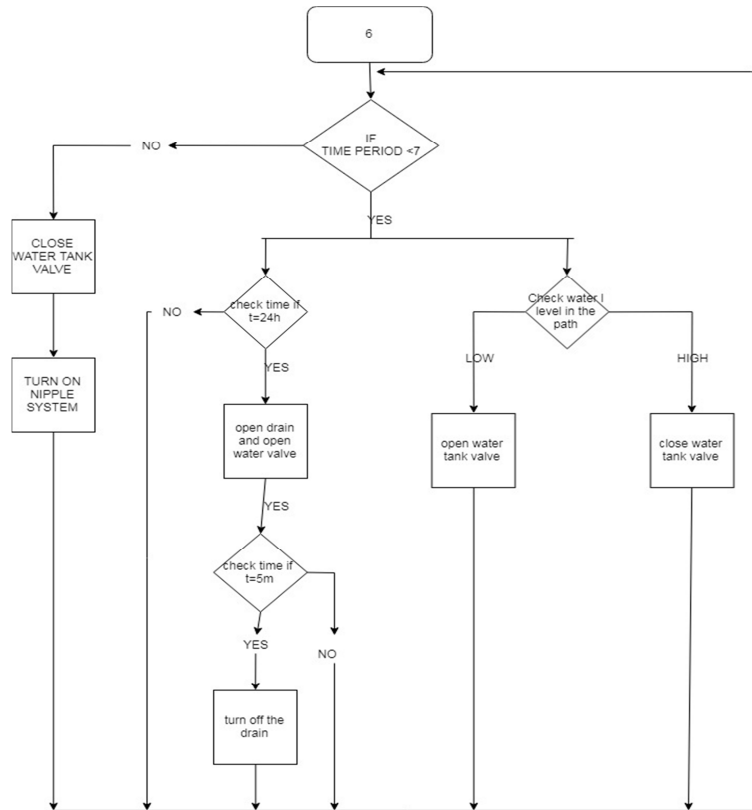 6
IF
TIME PERIOD <7
NO
YES
CLOSE
WATER TANK
VALVE
check time if
t=24h
NO
Check water l
level in the
path
LOW
HIGH
YES
TURN ON
NIPPLE
SYSTEM
open drain
and open
water valve
open water
tank valve
close water
tank valve
YES
check time if
t=5m
YES
NO
turn off the
drain